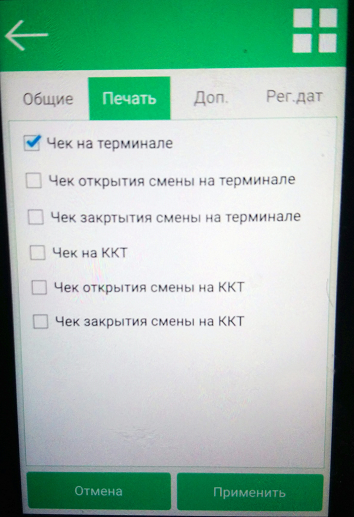 Общие Печать Доп. Рег.дат
Чек на терминале
Чек открытия смены на терминале
Чек закртытия смены на терминале
Чек на ККТ
Чек открытия смены на ККТ
Чек закрытия смены на ККТ
Отмена Применить